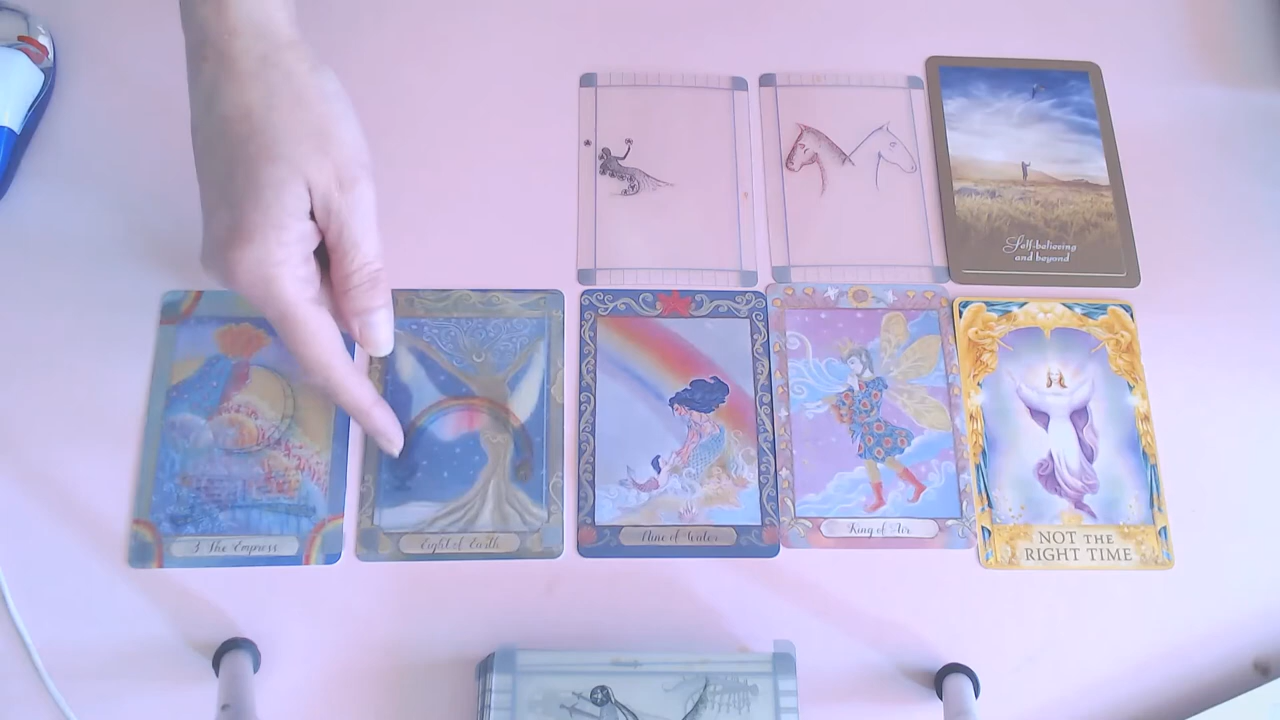 Self-believing
and beyond
3 The Empress
Eight of Earth
Nine of Water
King of Air
NOT THE
RIGHT TIME